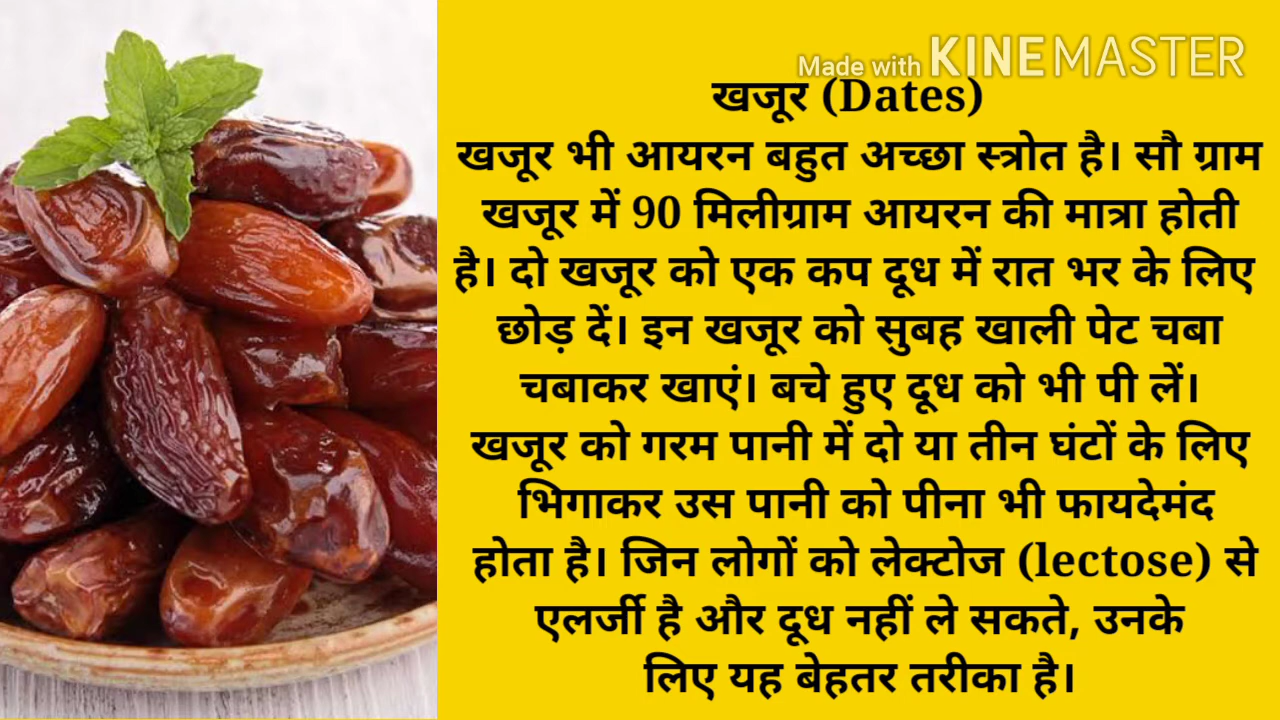 Made with KINEMASTER
खजूर (Dates)
खजूर भी आयरन बहुत अच्छा स्त्रोत है। सौ ग्राम
खजूर में 90 मिलीग्राम आयरन की मात्रा होती
है। दो खजूर को एक कप दूध में रात भर के लिए
छोड़ दें। इन खजूर को सुबह खाली पेट चबा
चबाकर खाएं। बचे हुए दूध को भी पी लें।
खजूर को गरम पानी में दो या तीन घंटों के लिए
भिगाकर उस पानी को पीना भी फायदेमंद
होता है। जिन लोगों को लेक्टोज (lectose) से
एलर्जी है और दूध नहीं ले सकते, उनके
लिए यह बेहतर तरीका है।